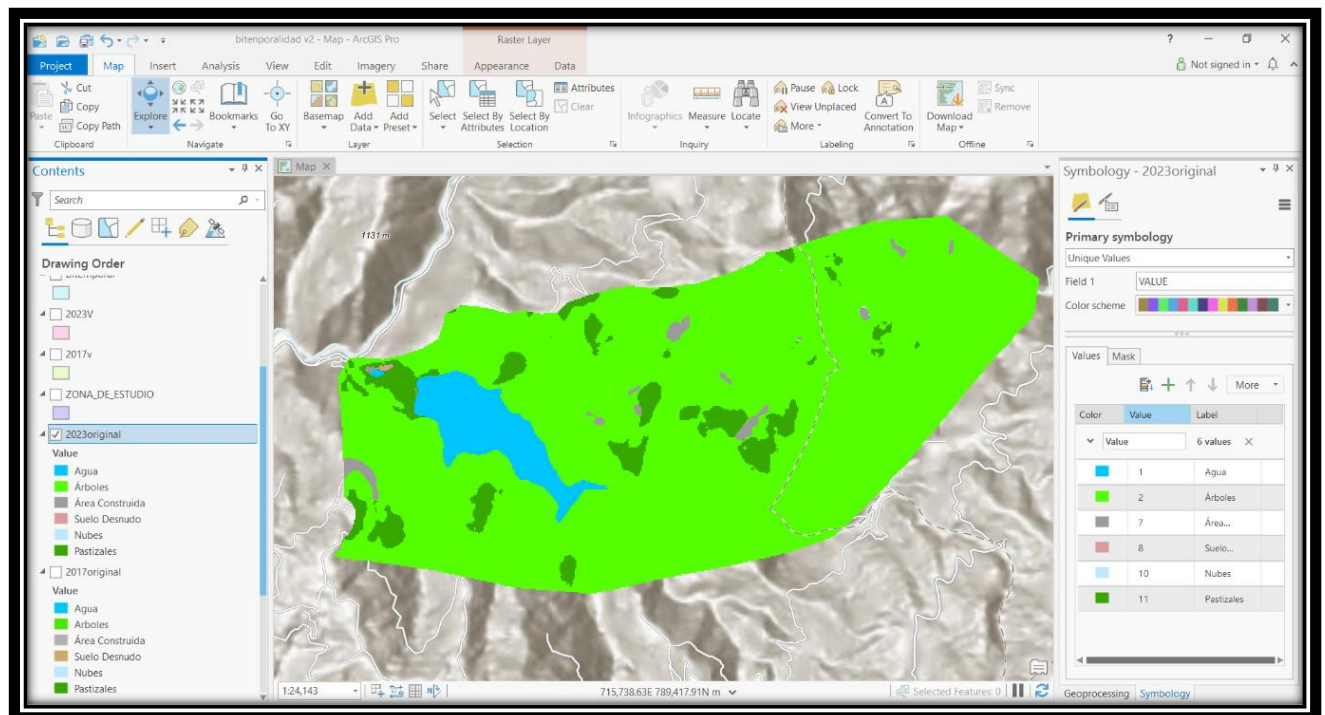 bitenporalidad v2 - Map - ArcGIS Pro
Raster Layer
? 
Project Map Insert Analysis View Edit Imagery Share Appearance Data
Not signed in
Cut
Copy
Copy Path
Paste
Clipboard
Explore
Bookmarks
Go To XY
Navigate
Basemap
Add Data
Add Preset
Layer
Select
Select By Attributes
Select By Location
Attributes
Clear
Selection
Infographics
Measure
Locate
Inquiry
Pause
Lock
View Unplaced
More
Convert To Annotation
Labeling
Download Map
Sync
Remove
Offline
Contents
Search
Drawing Order
bitemporal
2023V
2017v
ZONA_DE_ESTUDIO
2023original
Value
Agua
Árboles
Área Construida
Suelo Desnudo
Nubes
Pastizales
2017original
Value
Agua
Arboles
Área Construida
Suelo Desnudo
Nubes
Pastizales
Map
1131 m
1:24,143
715,738.63E 789,417.91N m
Selected Features: 0
Symbology - 2023original
Primary symbology
Unique Values
Field 1 VALUE
Color scheme
Values Mask
More
Color Value Label
Value 6 values
1 Agua
2 Árboles
7 Área...
8 Suelo...
10 Nubes
11 Pastizales
Geoprocessing Symbology